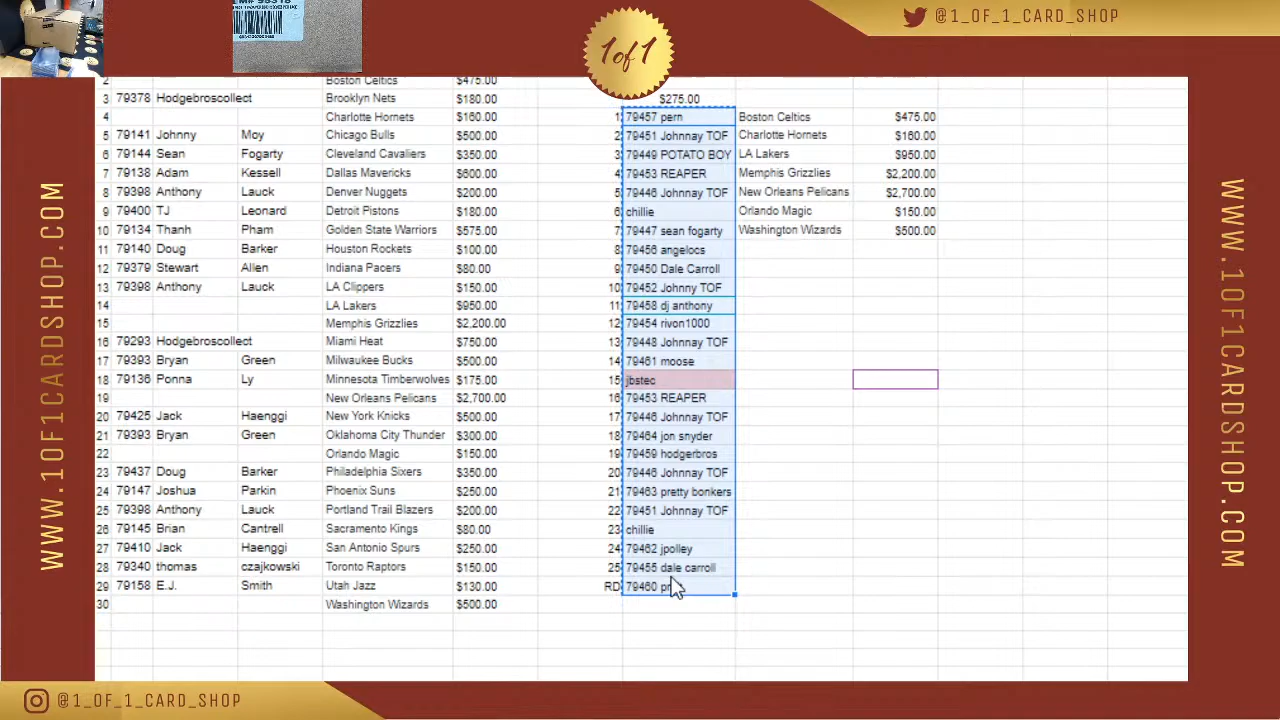 @1_OF_1_CARD_SHOP
1of1
2 Boston Celtics $475.00
3 79378 Hodgebroscollect Brooklyn Nets $180.00 $275.00
4 Charlotte Hornets $160.00 1 79457 pern Boston Celtics $475.00
5 79141 Johnny Moy Chicago Bulls $500.00 2 79451 Johnnay TOF Charlotte Hornets $160.00
6 79144 Sean Fogarty Cleveland Cavaliers $350.00 3 79449 POTATO BOY LA Lakers $950.00
7 79138 Adam Kessell Dallas Mavericks $600.00 4 79453 REAPER Memphis Grizzlies $2,200.00
8 79398 Anthony Lauck Denver Nuggets $200.00 5 79446 Johnnay TOF New Orleans Pelicans $2,700.00
9 79400 TJ Leonard Detroit Pistons $180.00 6 chillie Orlando Magic $150.00
10 79134 Thanh Pham Golden State Warriors $575.00 7 79447 sean fogarty Washington Wizards $500.00
11 79140 Doug Barker Houston Rockets $100.00 8 79456 angelocs
12 79379 Stewart Allen Indiana Pacers $80.00 9 79450 Dale Carroll
13 79398 Anthony Lauck LA Clippers $150.00 10 79452 Johnny TOF
14 LA Lakers $950.00 11 79458 dj anthony
15 Memphis Grizzlies $2,200.00 12 79454 rivon1000
16 79293 Hodgebroscollect Miami Heat $750.00 13 79448 Johnnay TOF
17 79393 Bryan Green Milwaukee Bucks $500.00 14 79461 moose
18 79136 Ponna Ly Minnesota Timberwolves $175.00 15 jbstec
19 New Orleans Pelicans $2,700.00 16 79453 REAPER
20 79425 Jack Haenggi New York Knicks $500.00 17 79446 Johnnay TOF
21 79393 Bryan Green Oklahoma City Thunder $300.00 18 79464 jon snyder
22 Orlando Magic $150.00 19 79459 hodgerbros
23 79437 Doug Barker Philadelphia Sixers $350.00 20 79446 Johnnay TOF
24 79147 Joshua Parkin Phoenix Suns $250.00 21 79463 pretty bonkers
25 79398 Anthony Lauck Portland Trail Blazers $200.00 22 79451 Johnnay TOF
26 79145 Brian Cantrell Sacramento Kings $80.00 23 chillie
27 79410 Jack Haenggi San Antonio Spurs $250.00 24 79462 jpolley
28 79340 thomas czajkowski Toronto Raptors $150.00 25 79455 dale carroll
29 79158 E.J. Smith Utah Jazz $130.00 RD 79460
30 Washington Wizards $500.00
WWW.1OF1CARDSHOP.COM
WWW.1OF1CARDSHOP.COM
@1_OF_1_CARD_SHOP